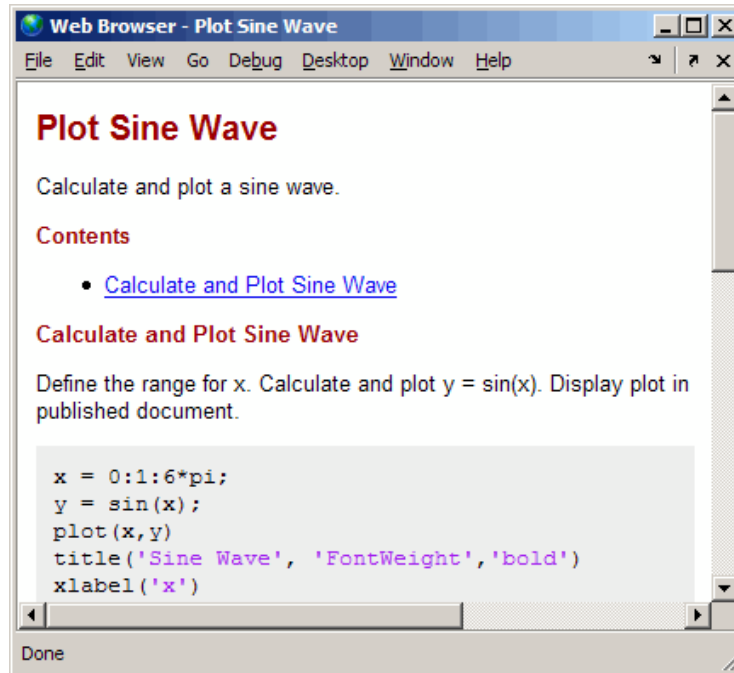 Web Browser - Plot Sine Wave
File Edit View Go Debug Desktop Window Help
Plot Sine Wave
Calculate and plot a sine wave.
Contents
• Calculate and Plot Sine Wave
Calculate and Plot Sine Wave
Define the range for x. Calculate and plot y = sin(x). Display plot in
published document.
x = 0:1:6*pi;
y = sin(x);
plot(x,y)
title('Sine Wave', 'FontWeight','bold')
xlabel('x')
Done